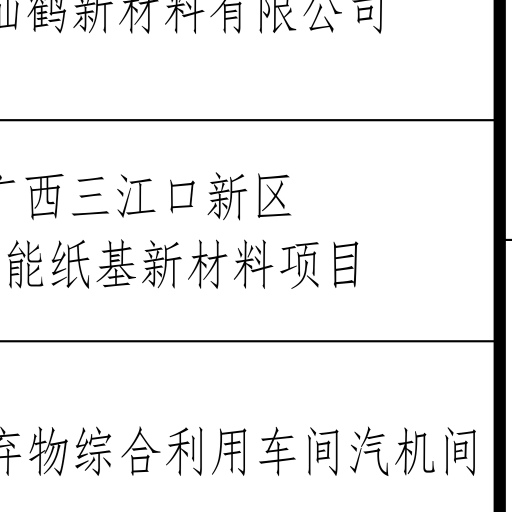 仙鹤新材料有限公司
广西三江口新区
能纸基新材料项目
弃物综合利用车间汽机间